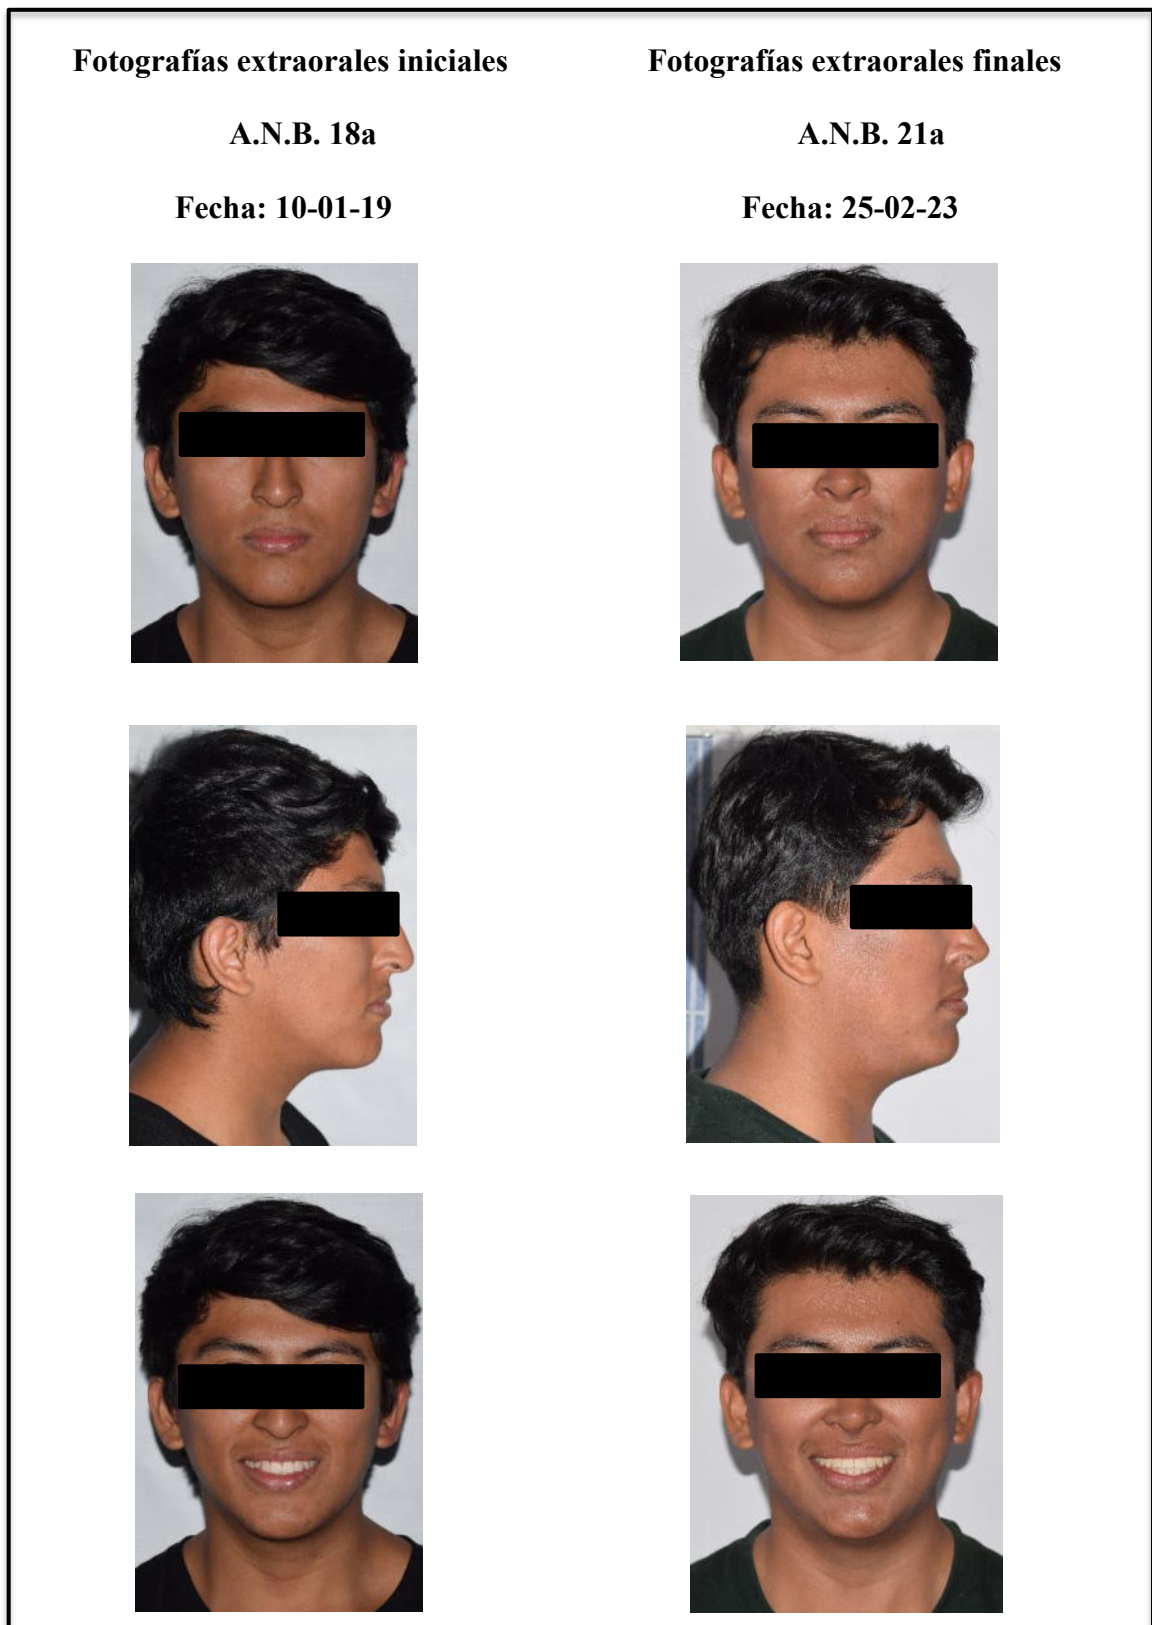 Fotografías extraorales iniciales
A.N.B. 18a
Fecha: 10-01-19
Fotografías extraorales finales
A.N.B. 21a
Fecha: 25-02-23